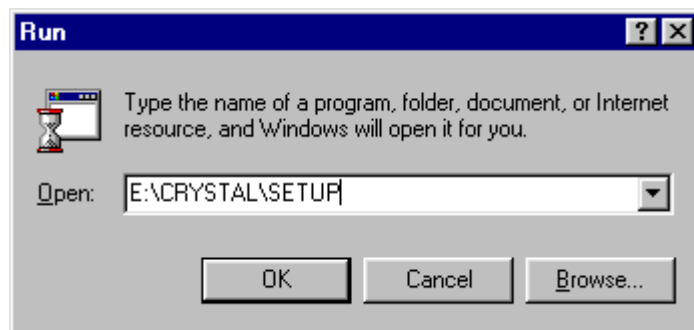 Run
Type the name of a program, folder, document, or Internet
resource, and Windows will open it for you.
Open: E:\CRYSTAL\SETUP
OK Cancel Browse...